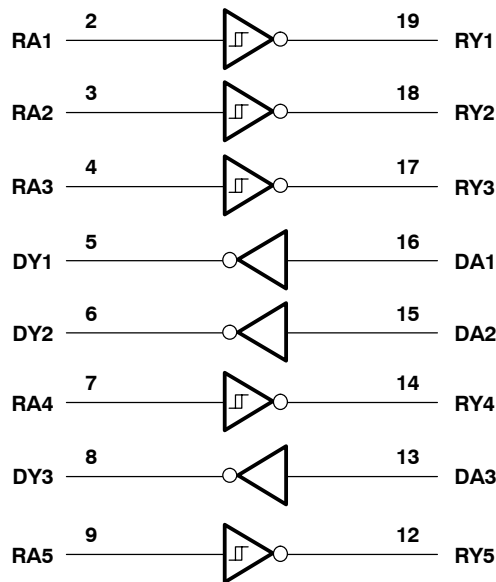 RA1 2 19 RY1
RA2 3 18 RY2
RA3 4 17 RY3
DY1 5 16 DA1
DY2 6 15 DA2
RA4 7 14 RY4
DY3 8 13 DA3
RA5 9 12 RY5